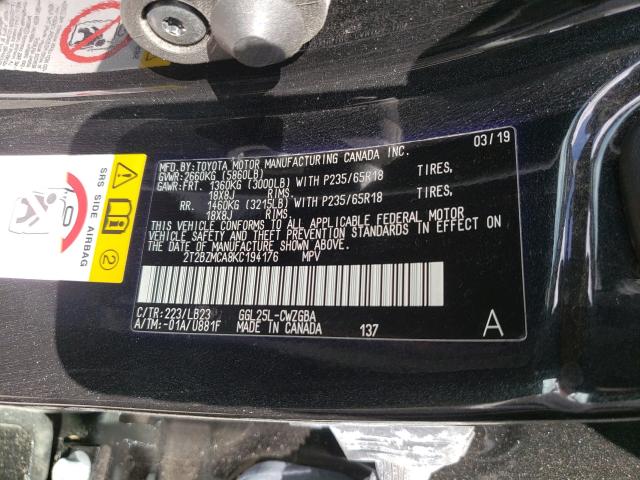 MFD.BY:TOYOTA MOTOR MANUFACTURING CANADA INC. 03/19
GVWR:2660KG (5860LB)
GAWR:FRT. 1360KG (3000LB) WITH P235/65R18 TIRES,
18X8J RIMS,
RR. 1460KG (3215LB) WITH P235/65R18 TIRES,
18X8J RIMS,
THIS VEHICLE CONFORMS TO ALL APPLICABLE FEDERAL MOTOR
VEHICLE SAFETY AND THEFT PREVENTION STANDARDS IN EFFECT ON
THE DATE OF MANUFACTURE SHOWN ABOVE.
2T2BZMCA8KC194176 MPV
C/TR:223/LB23 GGL25L-CWZGBA
A/TM:-01A/U881F MADE IN CANADA 137 A
SRS SIDE AIRBAG
2